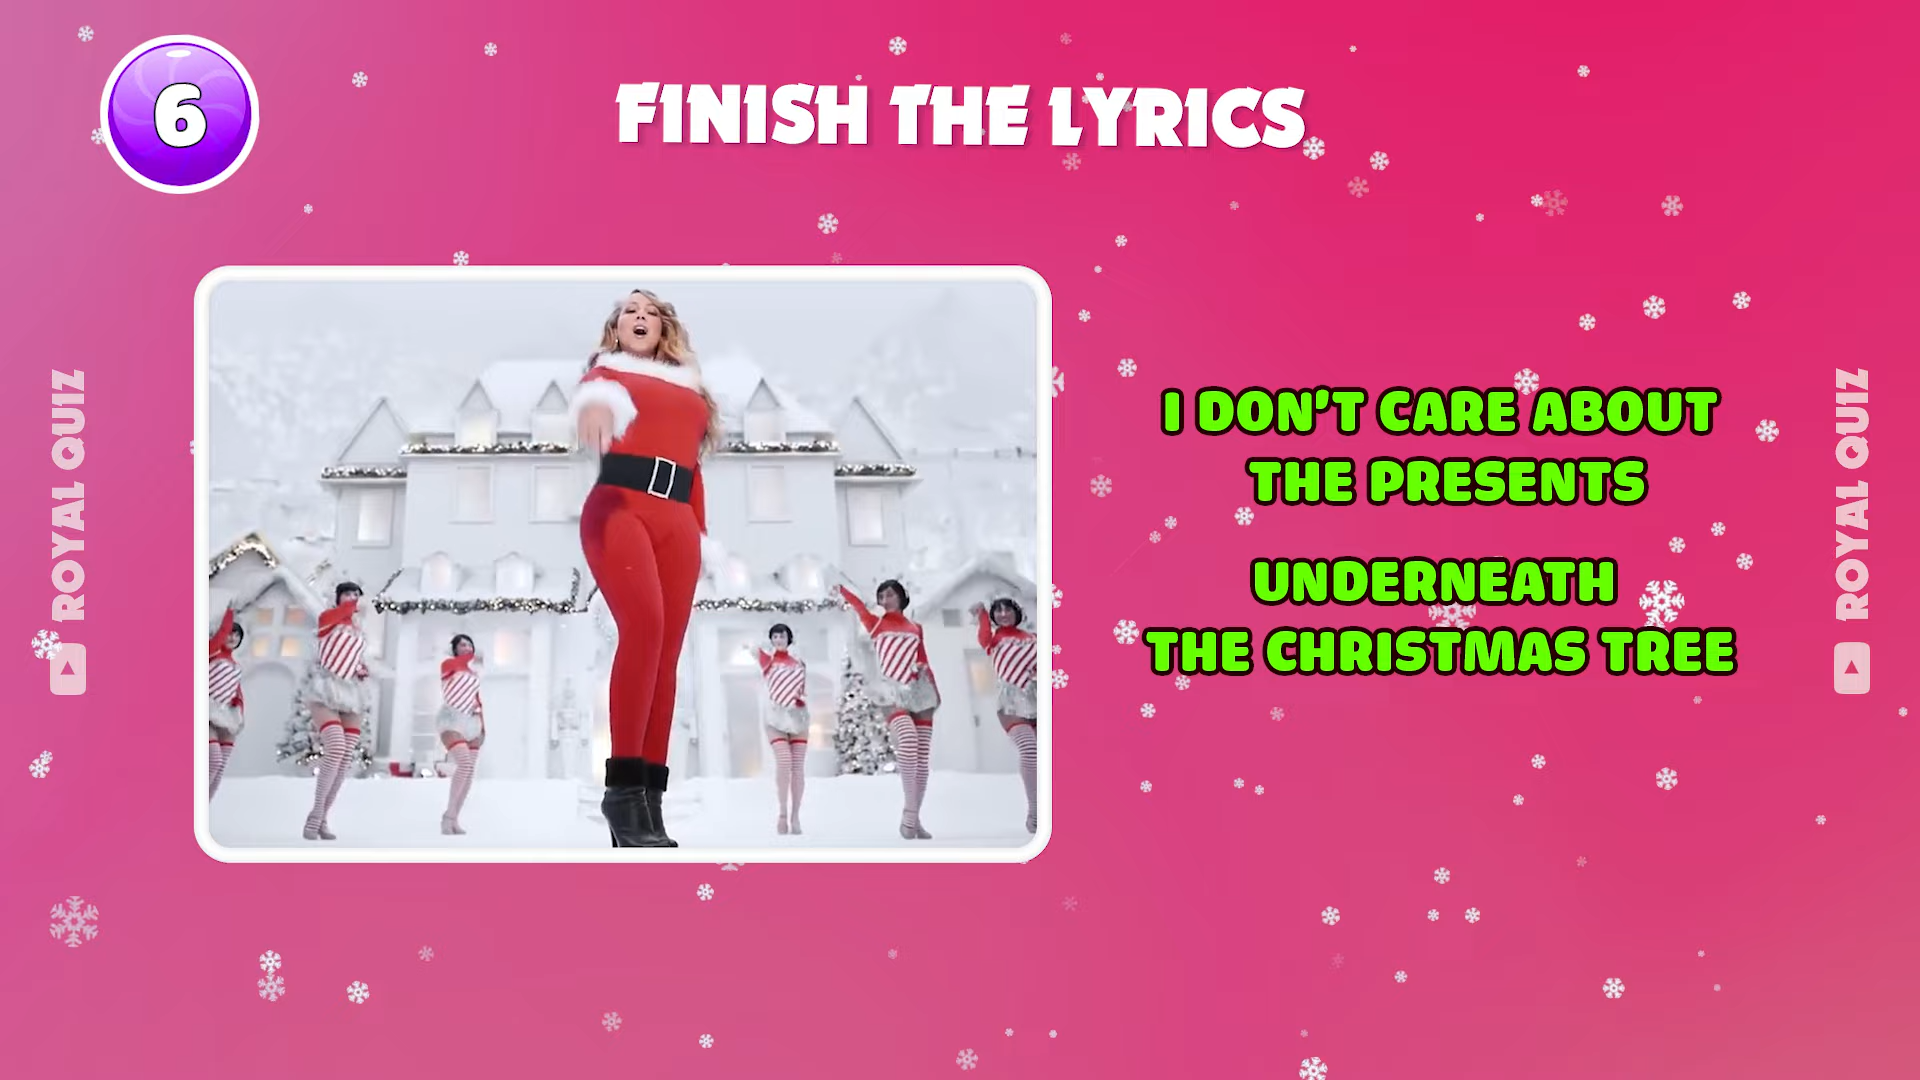 6
FINISH THE LYRICS
I DON'T CARE ABOUT
THE PRESENTS
UNDERNEATH
THE CHRISTMAS TREE
ROYAL QUIZ
ROYAL QUIZ